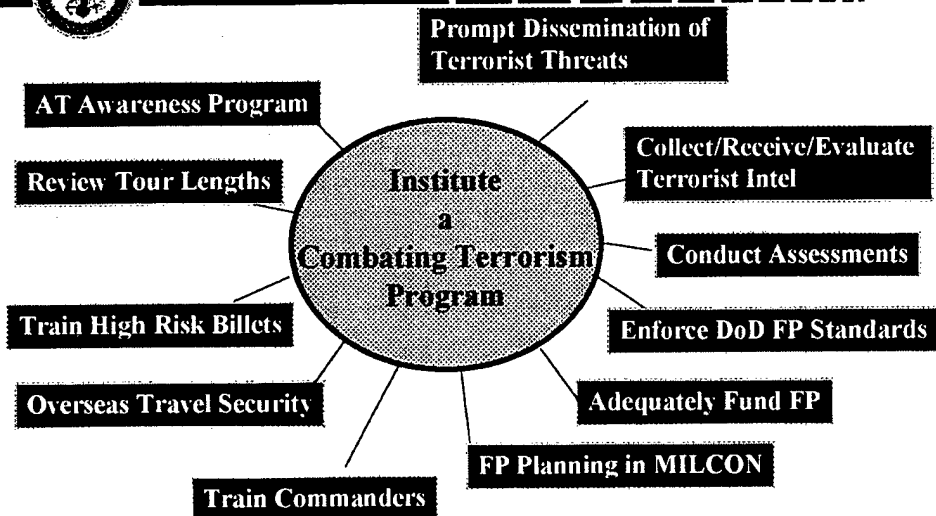 Prompt Dissemination of
Terrorist Threats
AT Awareness Program
Collect/Receive/Evaluate
Terrorist Intel
Review Tour Lengths
Institute
a
Combating Terrorism
Program
Conduct Assessments
Train High Risk Billets
Enforce DoD FP Standards
Overseas Travel Security
Adequately Fund FP
FP Planning in MILCON
Train Commanders